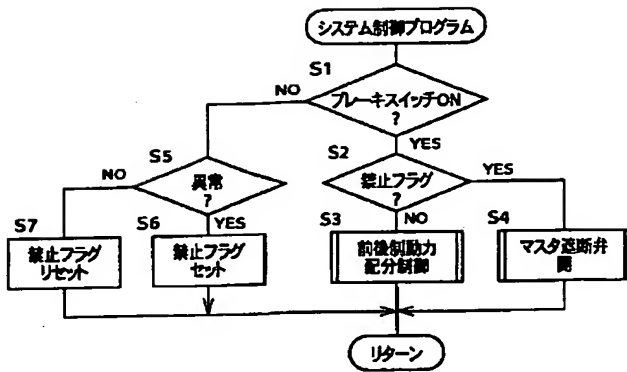 システム制御プログラム
S1
NO
ブレーキスイッチON
?
YES
S5
S2
NO
異常
?
禁止フラグ
?
YES
S7
S6
YES
S3
NO
S4
禁止フラグ
リセット
禁止フラグ
セット
前後制動力
配分制御
マスタ遮断弁
開
リターン